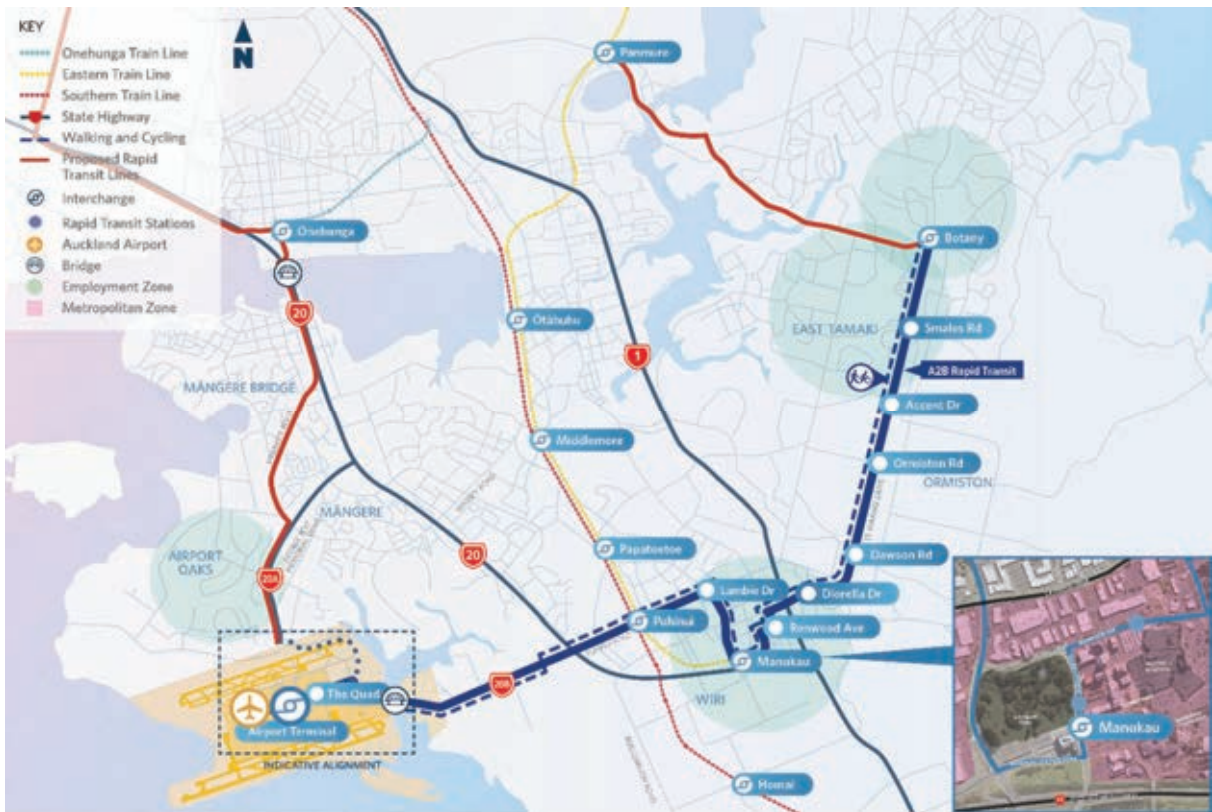 KEY
Onehunga Train Line
Eastern Train Line
Southern Train Line
State Highway
Walking and Cycling
Proposed Rapid
Transit Lines
Interchange
Rapid Transit Stations
Auckland Airport
Bridge
Employment Zone
Metropolitan Zone
N
Panmure
Onehunga
Botany
20
Ōtāhuhu
EAST TAMAKI
Smales Rd
1
A2B Rapid Transit
MĀNGERE BRIDGE
Accent Dr
Middlemore
Ormiston Rd
ORMISTON
MĀNGERE
AIRPORT
OAKS
20
Papatoetoe
Dawson Rd
20A
Lambie Dr
Diorella Dr
Puhinui
Ronwood Ave
Manukau
20B
WIRI
The Quad
Airport Terminal
INDICATIVE ALIGNMENT
Homai
Manukau